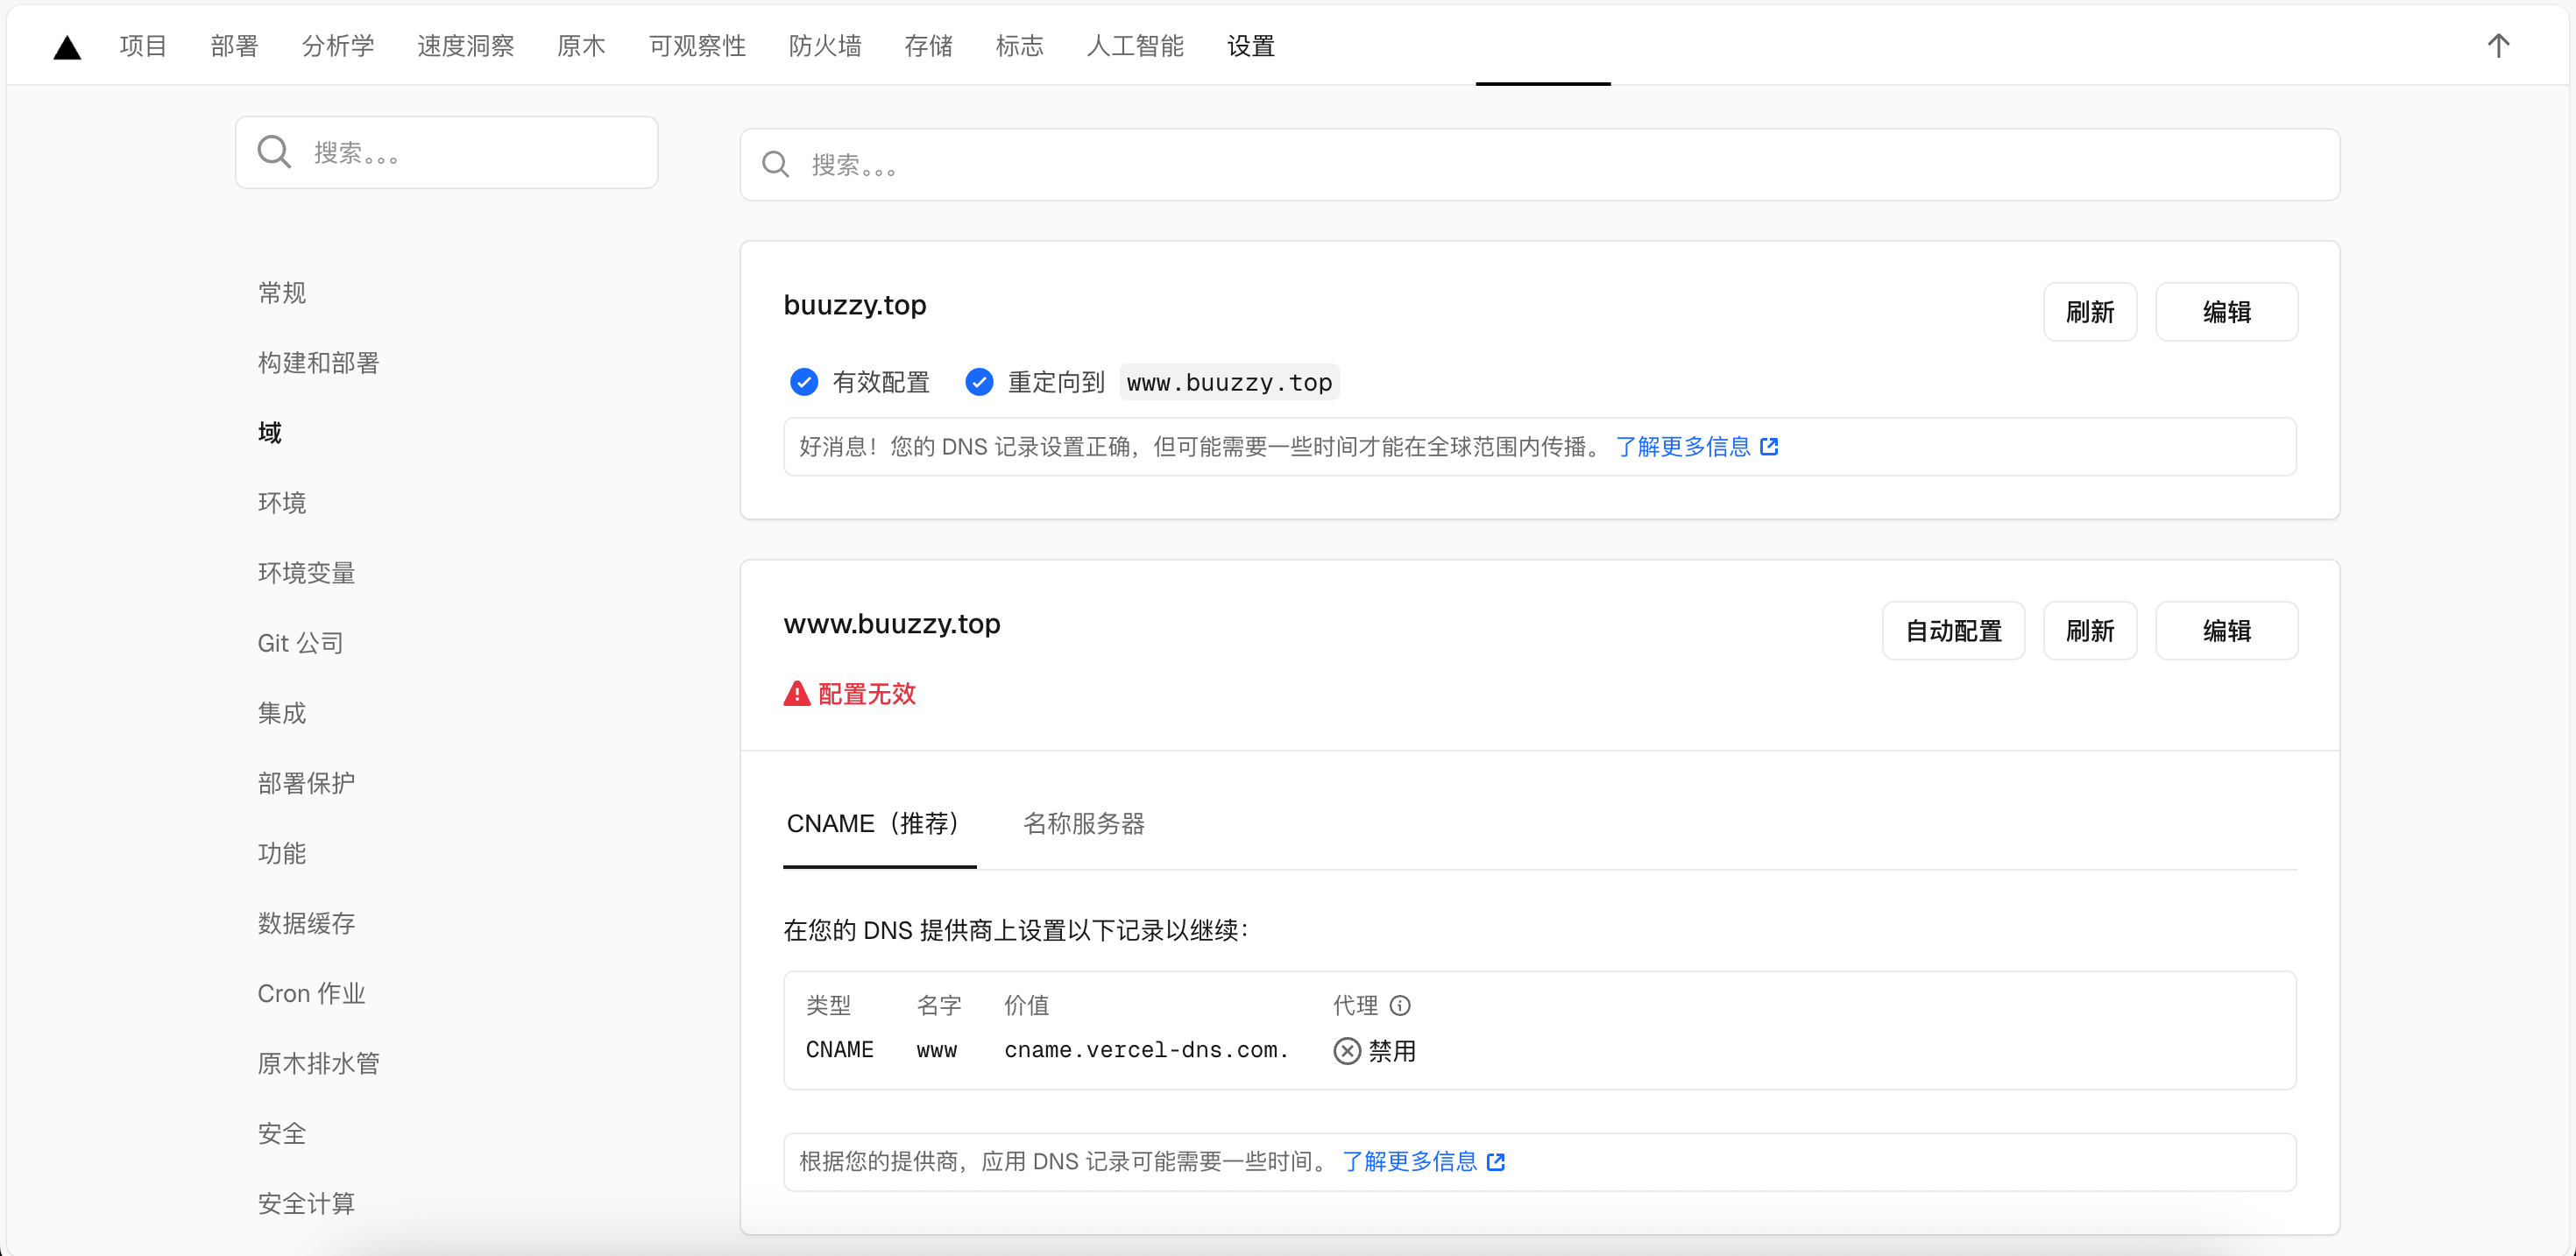 项目 部署 分析学 速度洞察 原木 可观察性 防火墙 存储 标志 人工智能 设置
搜索。。。
搜索。。。
常规
构建和部署
域
环境
环境变量
Git 公司
集成
部署保护
功能
数据缓存
Cron 作业
原木排水管
安全
安全计算
buuzzy.top
刷新 编辑
有效配置 重定向到 www.buuzzy.top
好消息！您的 DNS 记录设置正确，但可能需要一些时间才能在全球范围内传播。 了解更多信息
www.buuzzy.top
自动配置 刷新 编辑
配置无效
CNAME（推荐） 名称服务器
在您的 DNS 提供商上设置以下记录以继续：
类型 名字 价值 代理
CNAME www cname.vercel-dns.com. 禁用
根据您的提供商，应用 DNS 记录可能需要一些时间。 了解更多信息